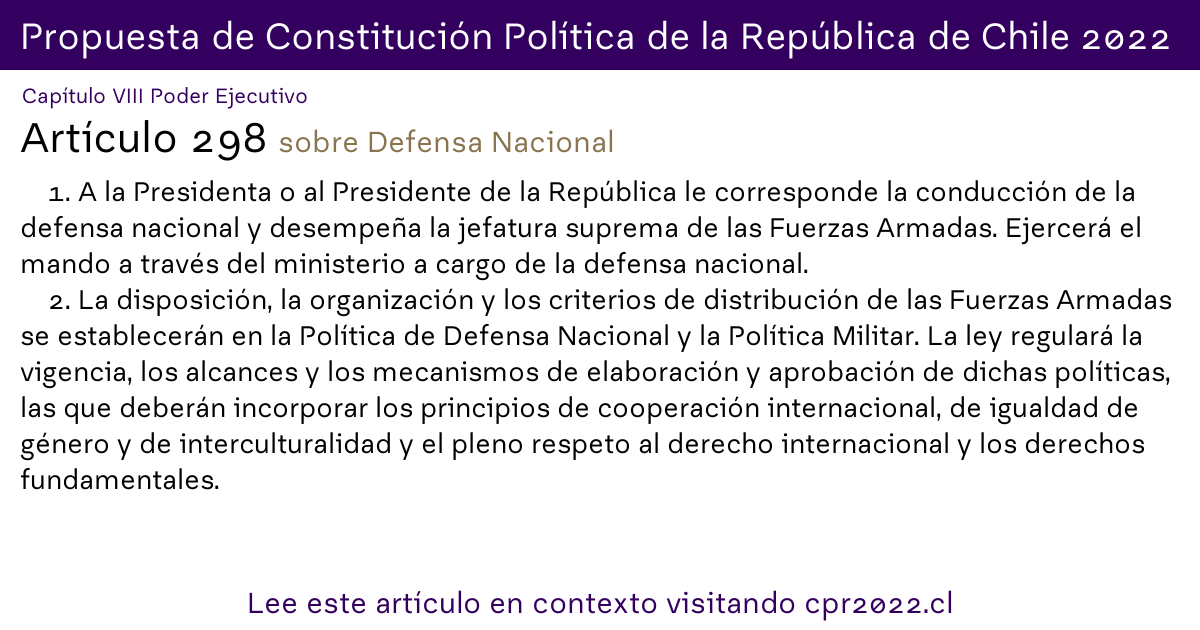 Propuesta de Constitución Política de la República de Chile 2022
Capítulo VIII Poder Ejecutivo
Artículo 298 sobre Defensa Nacional
1. A la Presidenta o al Presidente de la República le corresponde la conducción de la
defensa nacional y desempeña la jefatura suprema de las Fuerzas Armadas. Ejercerá el
mando a través del ministerio a cargo de la defensa nacional.
2. La disposición, la organización y los criterios de distribución de las Fuerzas Armadas
se establecerán en la Política de Defensa Nacional y la Política Militar. La ley regulará la
vigencia, los alcances y los mecanismos de elaboración y aprobación de dichas políticas,
las que deberán incorporar los principios de cooperación internacional, de igualdad de
género y de interculturalidad y el pleno respeto al derecho internacional y los derechos
fundamentales.
Lee este artículo en contexto visitando cpr2022.cl